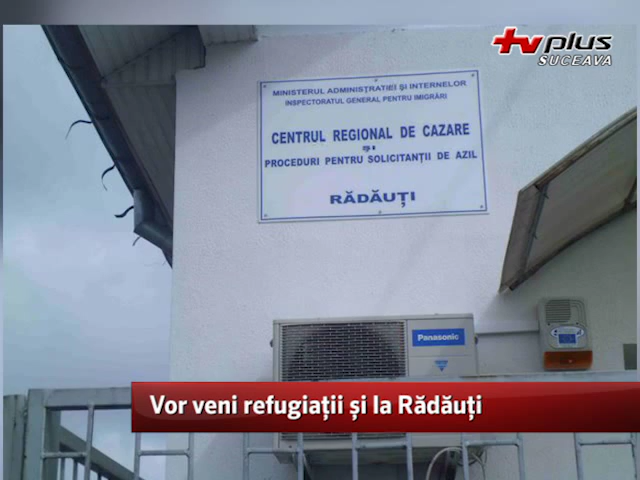 tv plus
SUCEAVA
MINISTERUL ADMINISTRAȚIEI ȘI INTERNELOR
INSPECTORATUL GENERAL PENTRU IMIGRĂRI
CENTRUL REGIONAL DE CAZARE
ȘI
PROCEDURI PENTRU SOLICITANȚII DE AZIL
RĂDĂUȚI
Panasonic
Vor veni refugiații și la Rădăuți